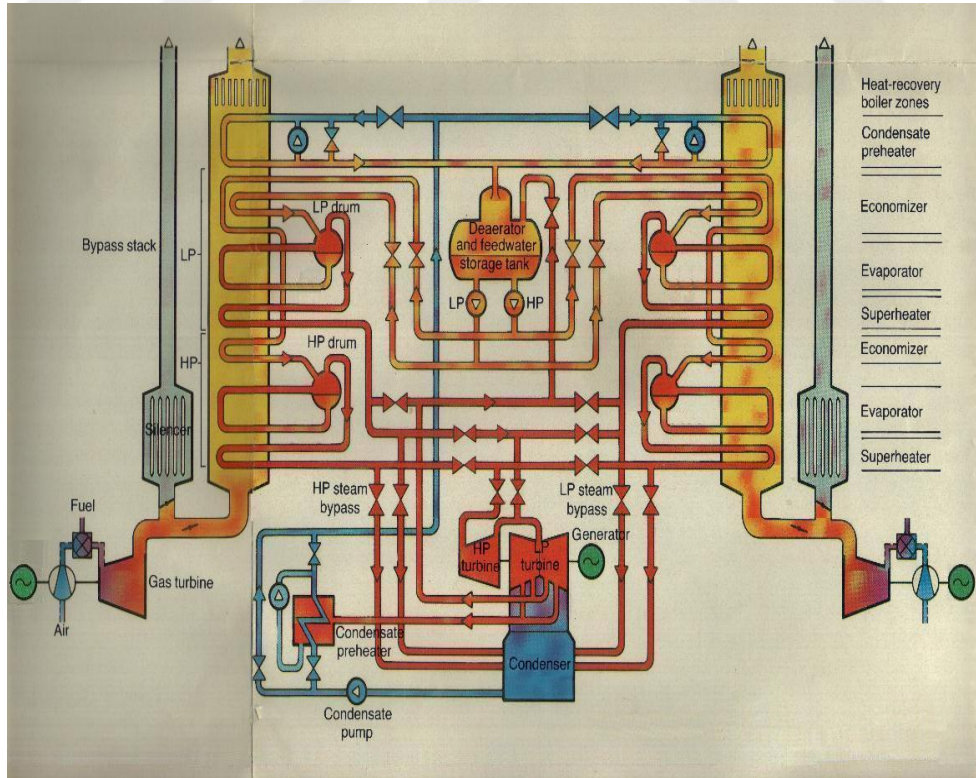 Heat-recovery
boiler zones
Condensate
preheater
Economizer
Evaporator
Superheater
Economizer
Evaporator
Superheater
Bypass stack
LP
HP
LP drum
HP drum
Deaerator
and feedwater
storage tank
LP
HP
Silencer
HP steam
bypass
LP steam
bypass
Fuel
Gas turbine
Air
HP
turbine
LP
turbine
Generator
Condensate
preheater
Condenser
Condensate
pump